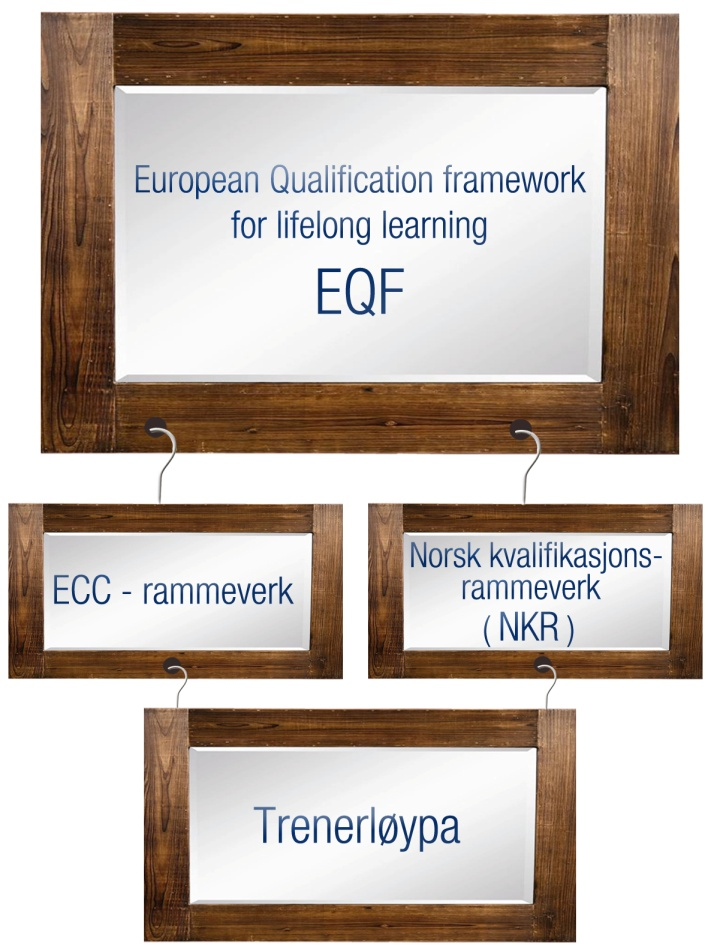 European Qualification framework
for lifelong learning
EQF
ECC - rammeverk
Norsk kvalifikasjons-
rammeverk
( NKR )
Trenerløypa